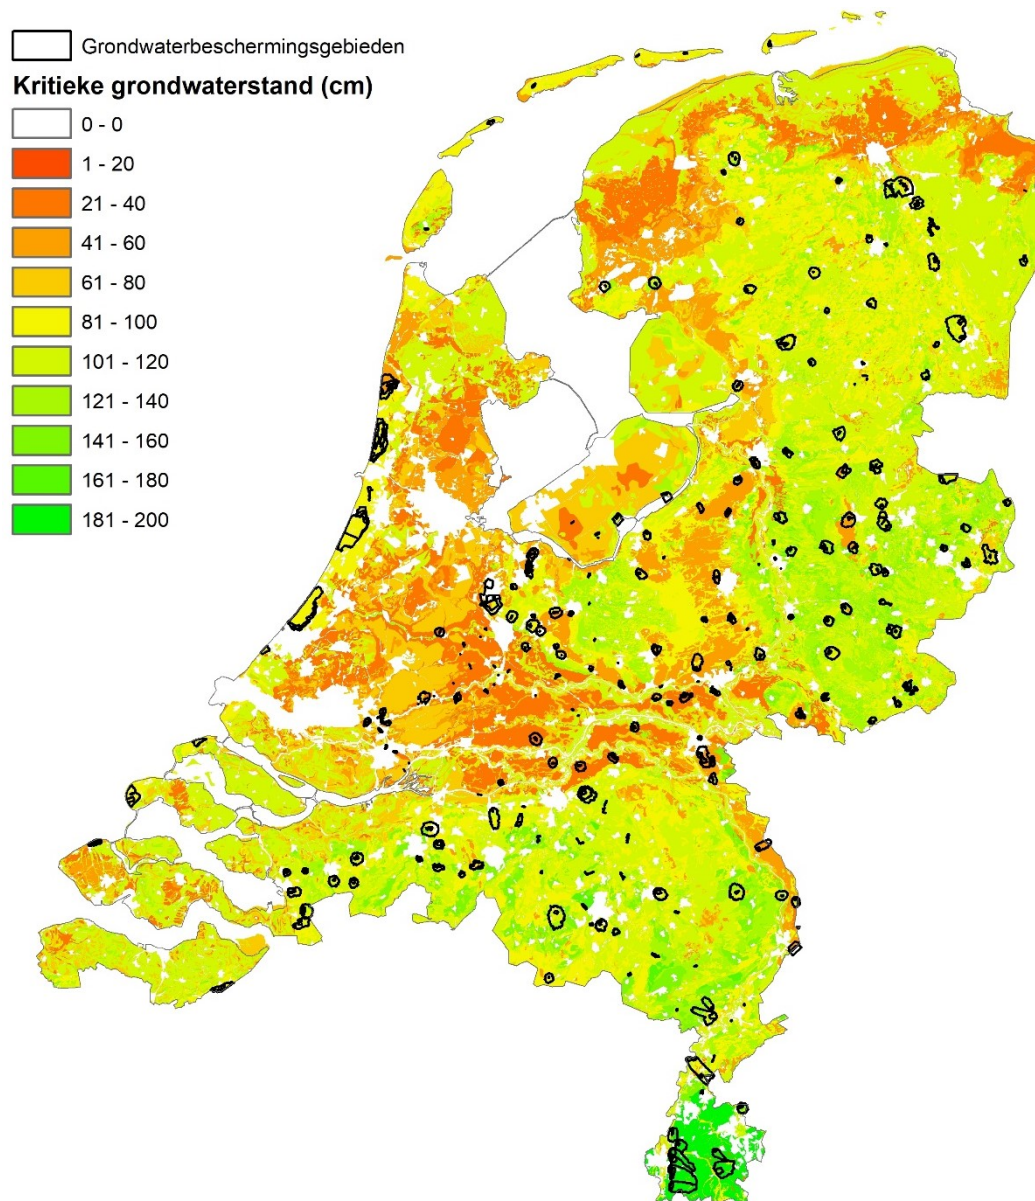 Grondwaterbeschermingsgebieden
Kritieke grondwaterstand (cm)
0 - 0
1 - 20
21 - 40
41 - 60
61 - 80
81 - 100
101 - 120
121 - 140
141 - 160
161 - 180
181 - 200